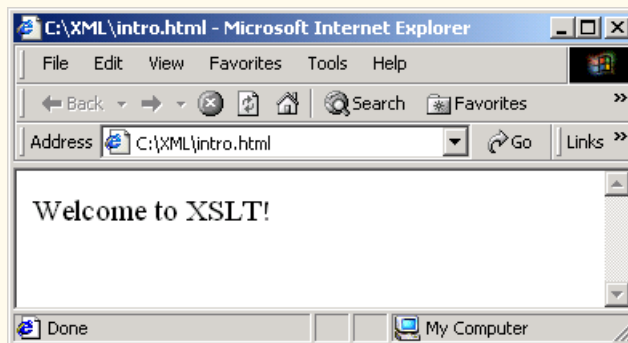 C:\XML\intro.html - Microsoft Internet Explorer
File Edit View Favorites Tools Help
Back Search Favorites »
Address C:\XML\intro.html Go Links »
Welcome to XSLT!
Done My Computer